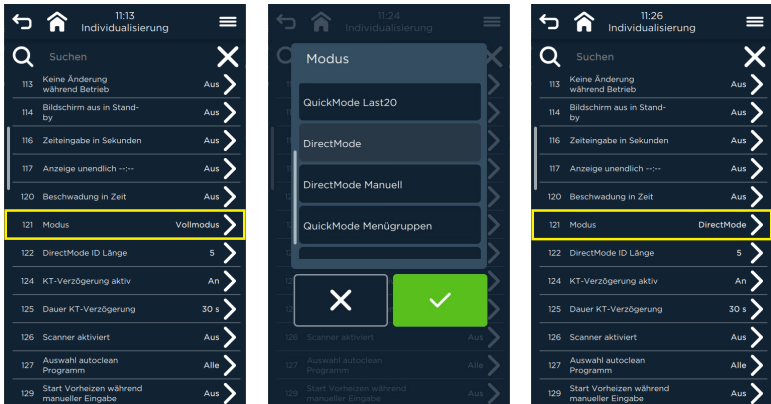 11:13
Individualisierung
Suchen
113 Keine Änderung
während Betrieb Aus
114 Bildschirm aus in Stand-
by Aus
116 Zeiteingabe in Sekunden Aus
117 Anzeige unendlich --:-- Aus
120 Beschwadung in Zeit Aus
121 Modus Vollmodus
122 DirectMode ID Länge 5
124 KT-Verzögerung aktiv An
125 Dauer KT-Verzögerung 30 s
126 Scanner aktiviert Aus
127 Auswahl autoclean
Programm Alle
129 Start Vorheizen während
manueller Eingabe Aus
11:24
Individualisierung
Modus
QuickMode Last20
DirectMode
DirectMode Manuell
QuickMode Menügruppen
126 Scanner aktiviert Aus
127 Auswahl autoclean
Programm Alle
129 Start Vorheizen während
manueller Eingabe Aus
11:26
Individualisierung
Suchen
113 Keine Änderung
während Betrieb Aus
114 Bildschirm aus in Stand-
by Aus
116 Zeiteingabe in Sekunden Aus
117 Anzeige unendlich --:-- Aus
120 Beschwadung in Zeit Aus
121 Modus DirectMode
122 DirectMode ID Länge 5
124 KT-Verzögerung aktiv An
125 Dauer KT-Verzögerung 30 s
126 Scanner aktiviert Aus
127 Auswahl autoclean
Programm Alle
129 Start Vorheizen während
manueller Eingabe Aus